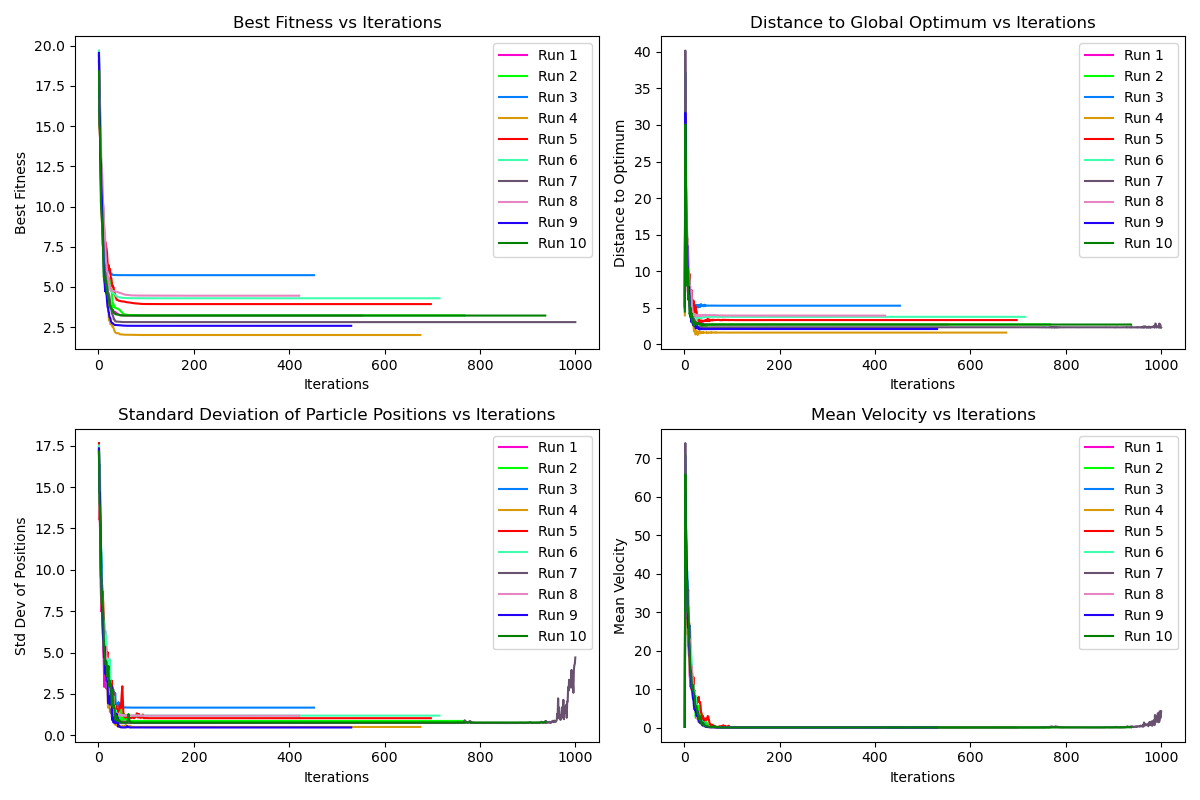 Best Fitness vs Iterations
Best Fitness
20.0
17.5
15.0
12.5
10.0
7.5
5.0
2.5
0
200
400
600
800
1000
Iterations
Run 1
Run 2
Run 3
Run 4
Run 5
Run 6
Run 7
Run 8
Run 9
Run 10
Distance to Global Optimum vs Iterations
Distance to Optimum
40
35
30
25
20
15
10
5
0
0
200
400
600
800
1000
Iterations
Run 1
Run 2
Run 3
Run 4
Run 5
Run 6
Run 7
Run 8
Run 9
Run 10
Standard Deviation of Particle Positions vs Iterations
Std Dev of Positions
17.5
15.0
12.5
10.0
7.5
5.0
2.5
0.0
0
200
400
600
800
1000
Iterations
Run 1
Run 2
Run 3
Run 4
Run 5
Run 6
Run 7
Run 8
Run 9
Run 10
Mean Velocity vs Iterations
Mean Velocity
70
60
50
40
30
20
10
0
0
200
400
600
800
1000
Iterations
Run 1
Run 2
Run 3
Run 4
Run 5
Run 6
Run 7
Run 8
Run 9
Run 10